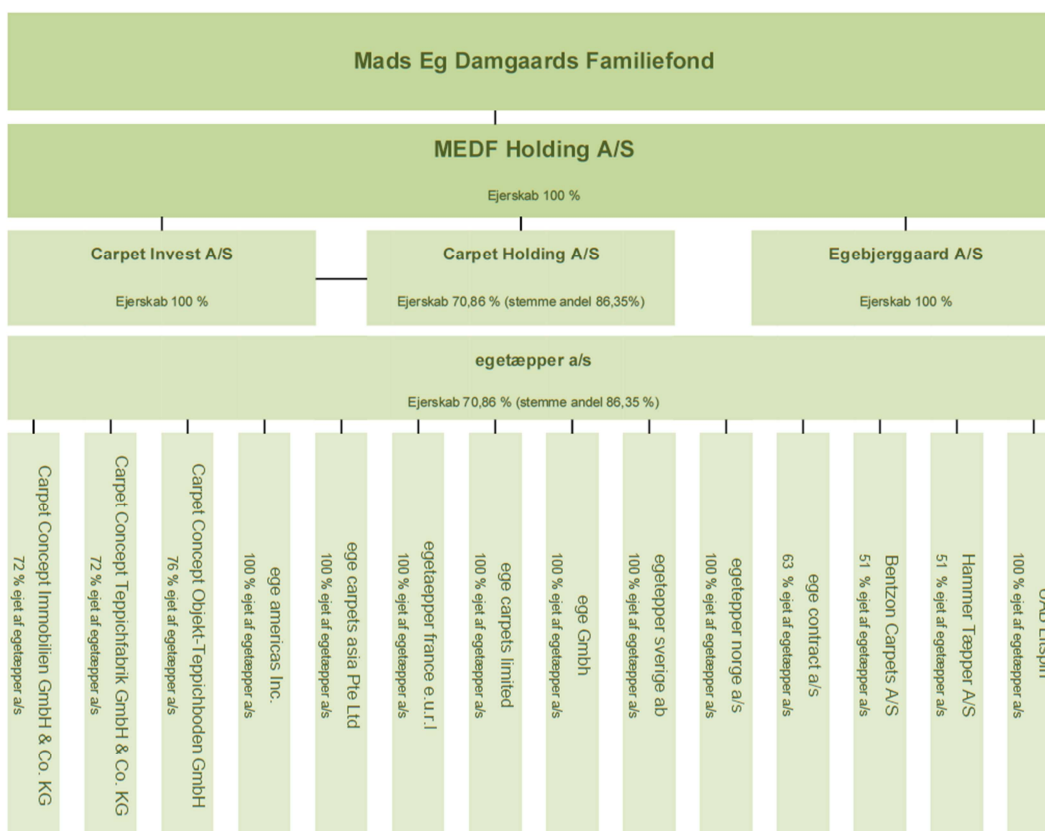 Mads Eg Damgaards Familiefond
MEDF Holding A/S
Ejerskab 100 %
Carpet Invest A/S
Ejerskab 100 %
Carpet Holding A/S
Ejerskab 70,86 % (stemme andel 86,35%)
Egebjerggaard A/S
Ejerskab 100 %
egetæpper a/s
Ejerskab 70,86 % (stemme andel 86,35 %)
Carpet Concept Immobilien GmbH & Co. KG
72 % ejet af egetæpper a/s
Carpet Concept Teppichfabrik GmbH & Co. KG
72 % ejet af egetæpper a/s
Carpet Concept Objekt-Teppichboden GmbH
76 % ejet af egetæpper a/s
ege americas Inc.
100 % ejet af egetæpper a/s
ege carpets asia Pte Ltd
100 % ejet af egetæpper a/s
egetaepper france e.u.r.l
100 % ejet af egetæpper a/s
ege carpets limited
100 % ejet af egetæpper a/s
ege Gmbh
100 % ejet af egetæpper a/s
egetepper sverige ab
100 % ejet af egetæpper a/s
egetepper norge a/s
100 % ejet af egetæpper a/s
ege contract a/s
63 % ejet af egetæpper a/s
Bentzon Carpets A/S
51 % ejet af egetæpper a/s
Hammer Tæpper A/S
51 % ejet af egetæpper a/s
100 % ejet af egetæpper a/s